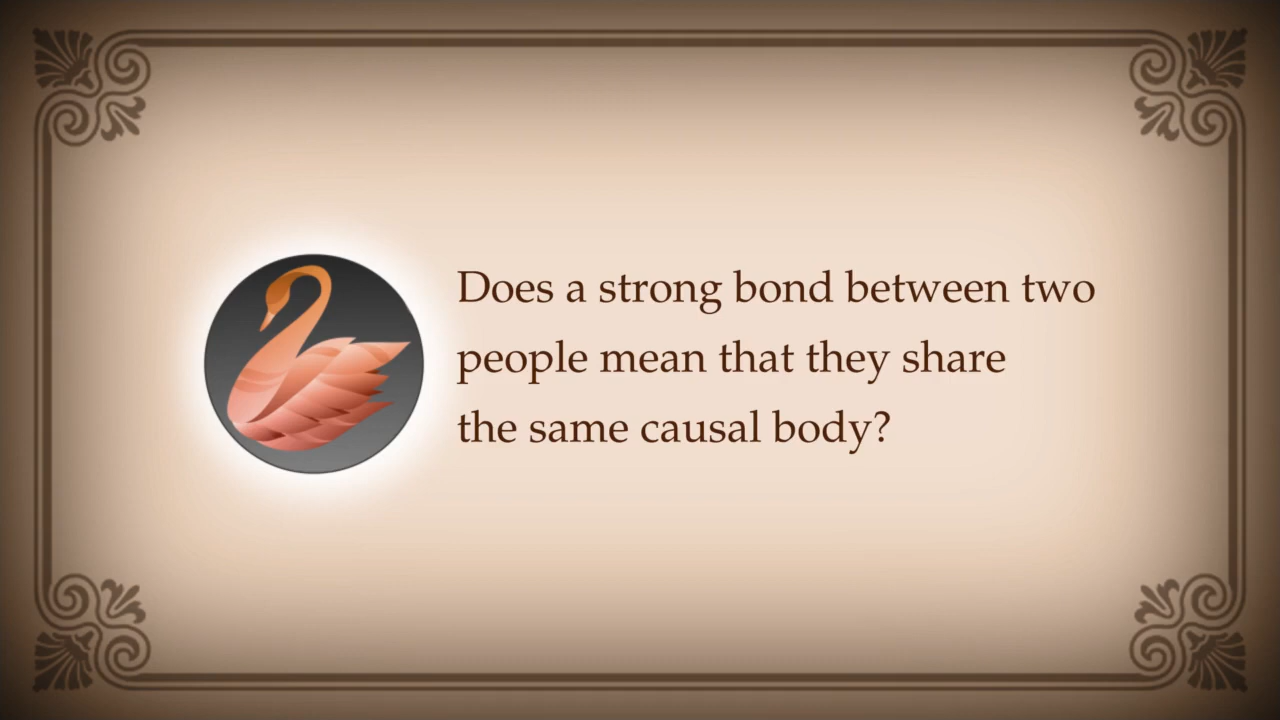 Does a strong bond between two
people mean that they share
the same causal body?